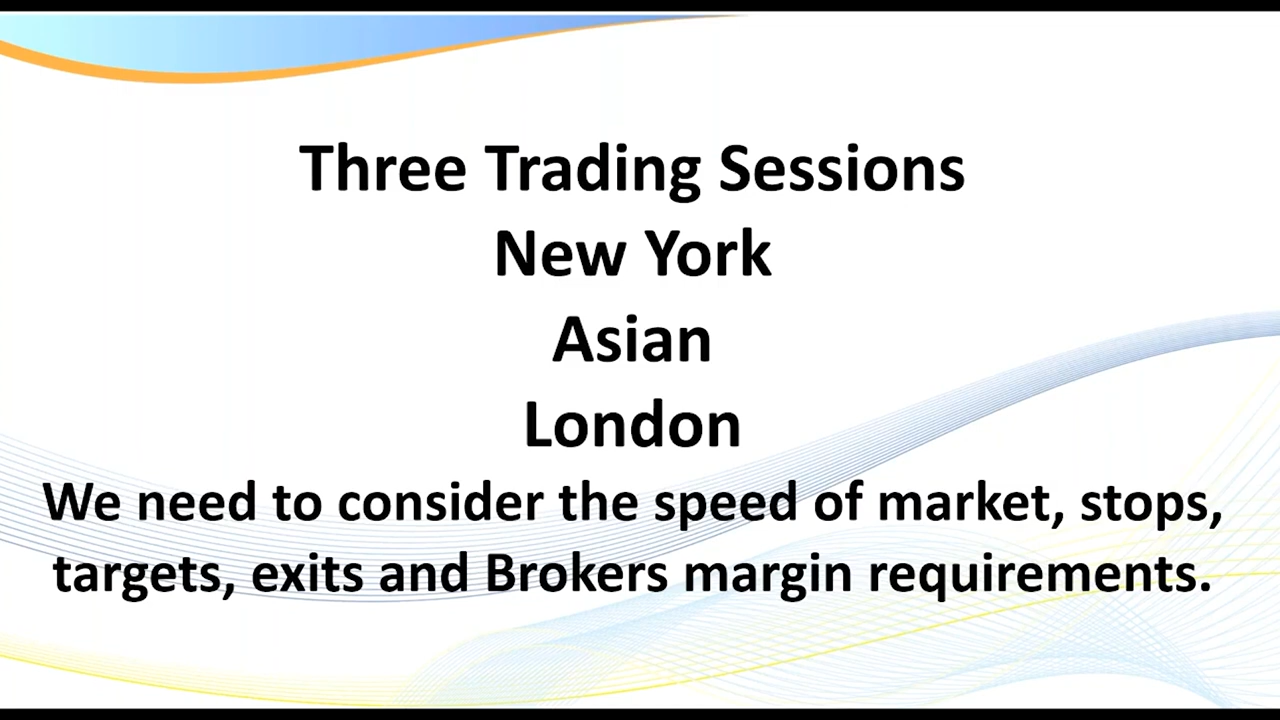 Three Trading Sessions
New York
Asian
London
We need to consider the speed of market, stops,
targets, exits and Brokers margin requirements.